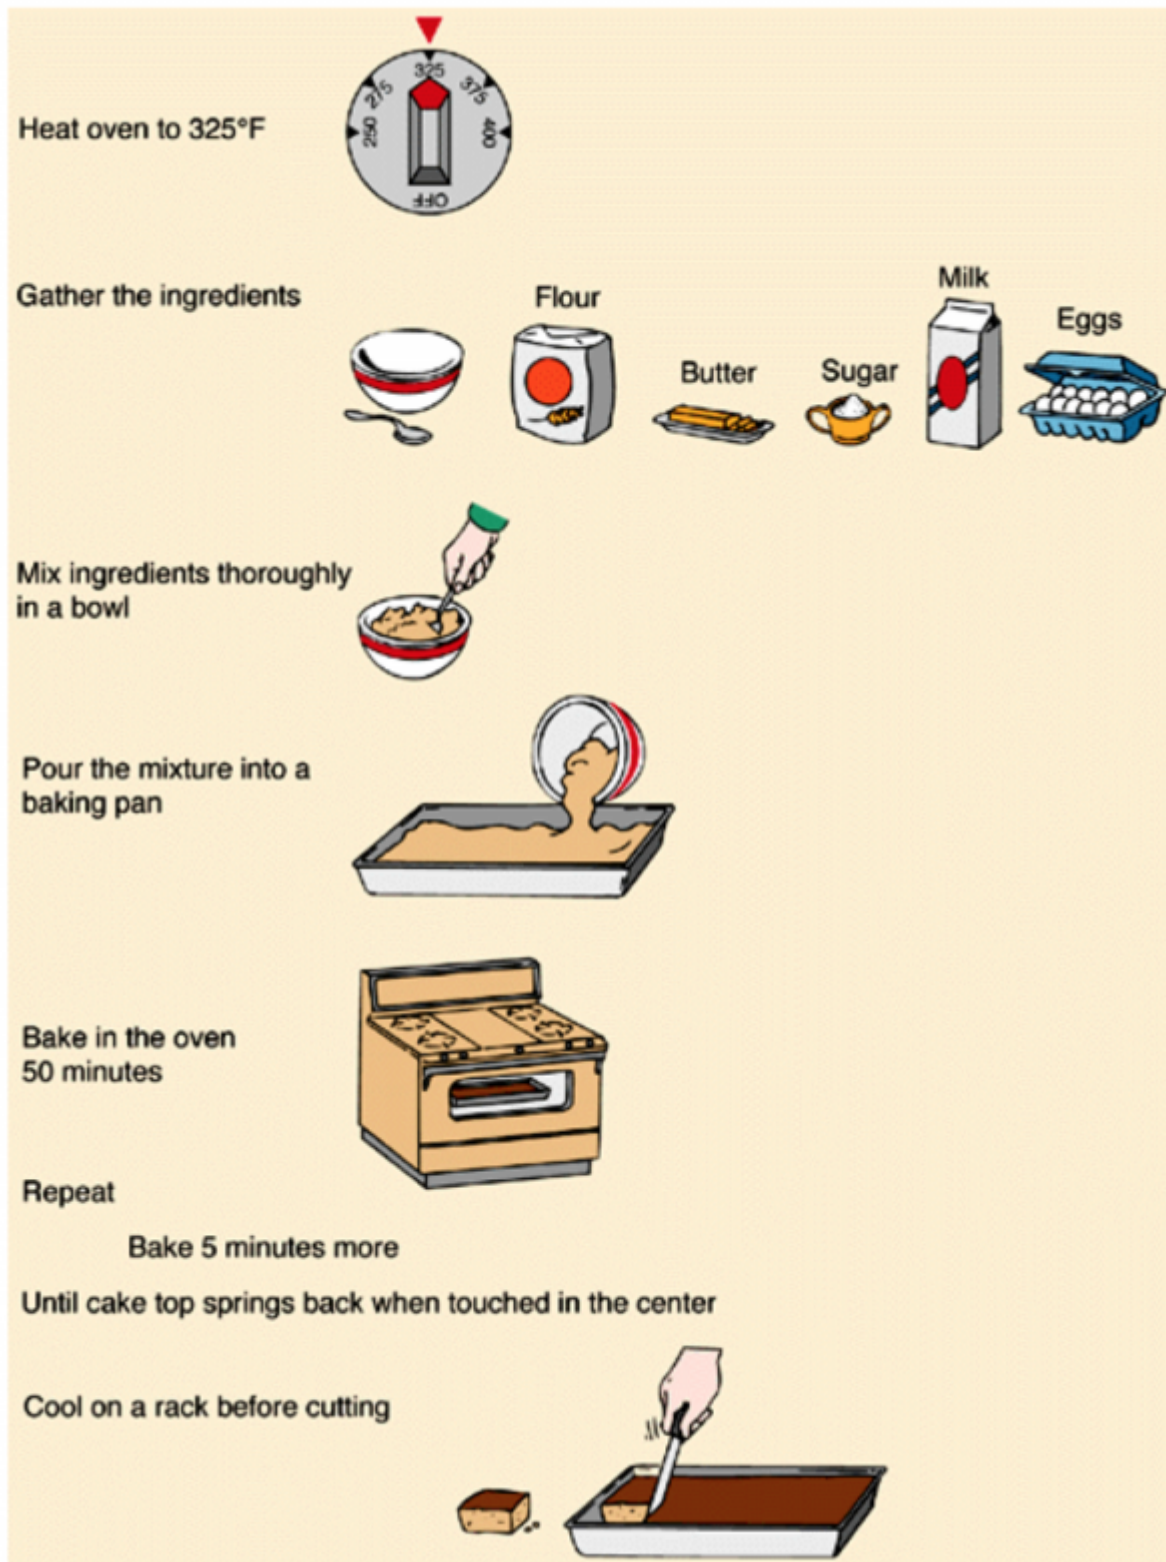 325
275
375
250
400
OFF
Heat oven to 325°F
Gather the ingredients
Flour
Butter
Sugar
Milk
Eggs
Mix ingredients thoroughly
in a bowl
Pour the mixture into a
baking pan
Bake in the oven
50 minutes
Repeat
Bake 5 minutes more
Until cake top springs back when touched in the center
Cool on a rack before cutting